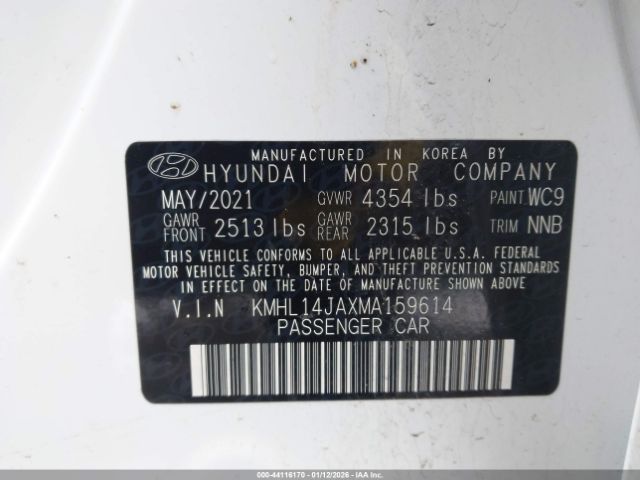 MANUFACTURED IN KOREA BY
HYUNDAI MOTOR COMPANY
MAY/2021 GVWR 4354 lbs PAINT WC9
GAWR FRONT 2513 lbs GAWR REAR 2315 lbs TRIM NNB
THIS VEHICLE CONFORMS TO ALL APPLICABLE U.S.A. FEDERAL
MOTOR VEHICLE SAFETY, BUMPER, AND THEFT PREVENTION STANDARDS
IN EFFECT ON THE DATE OF MANUFACTURE SHOWN ABOVE.
V.I.N KMHL14JAXMA159614
PASSENGER CAR
000-44116170 - 01/12/2026 - IAA Holdings, LLC.